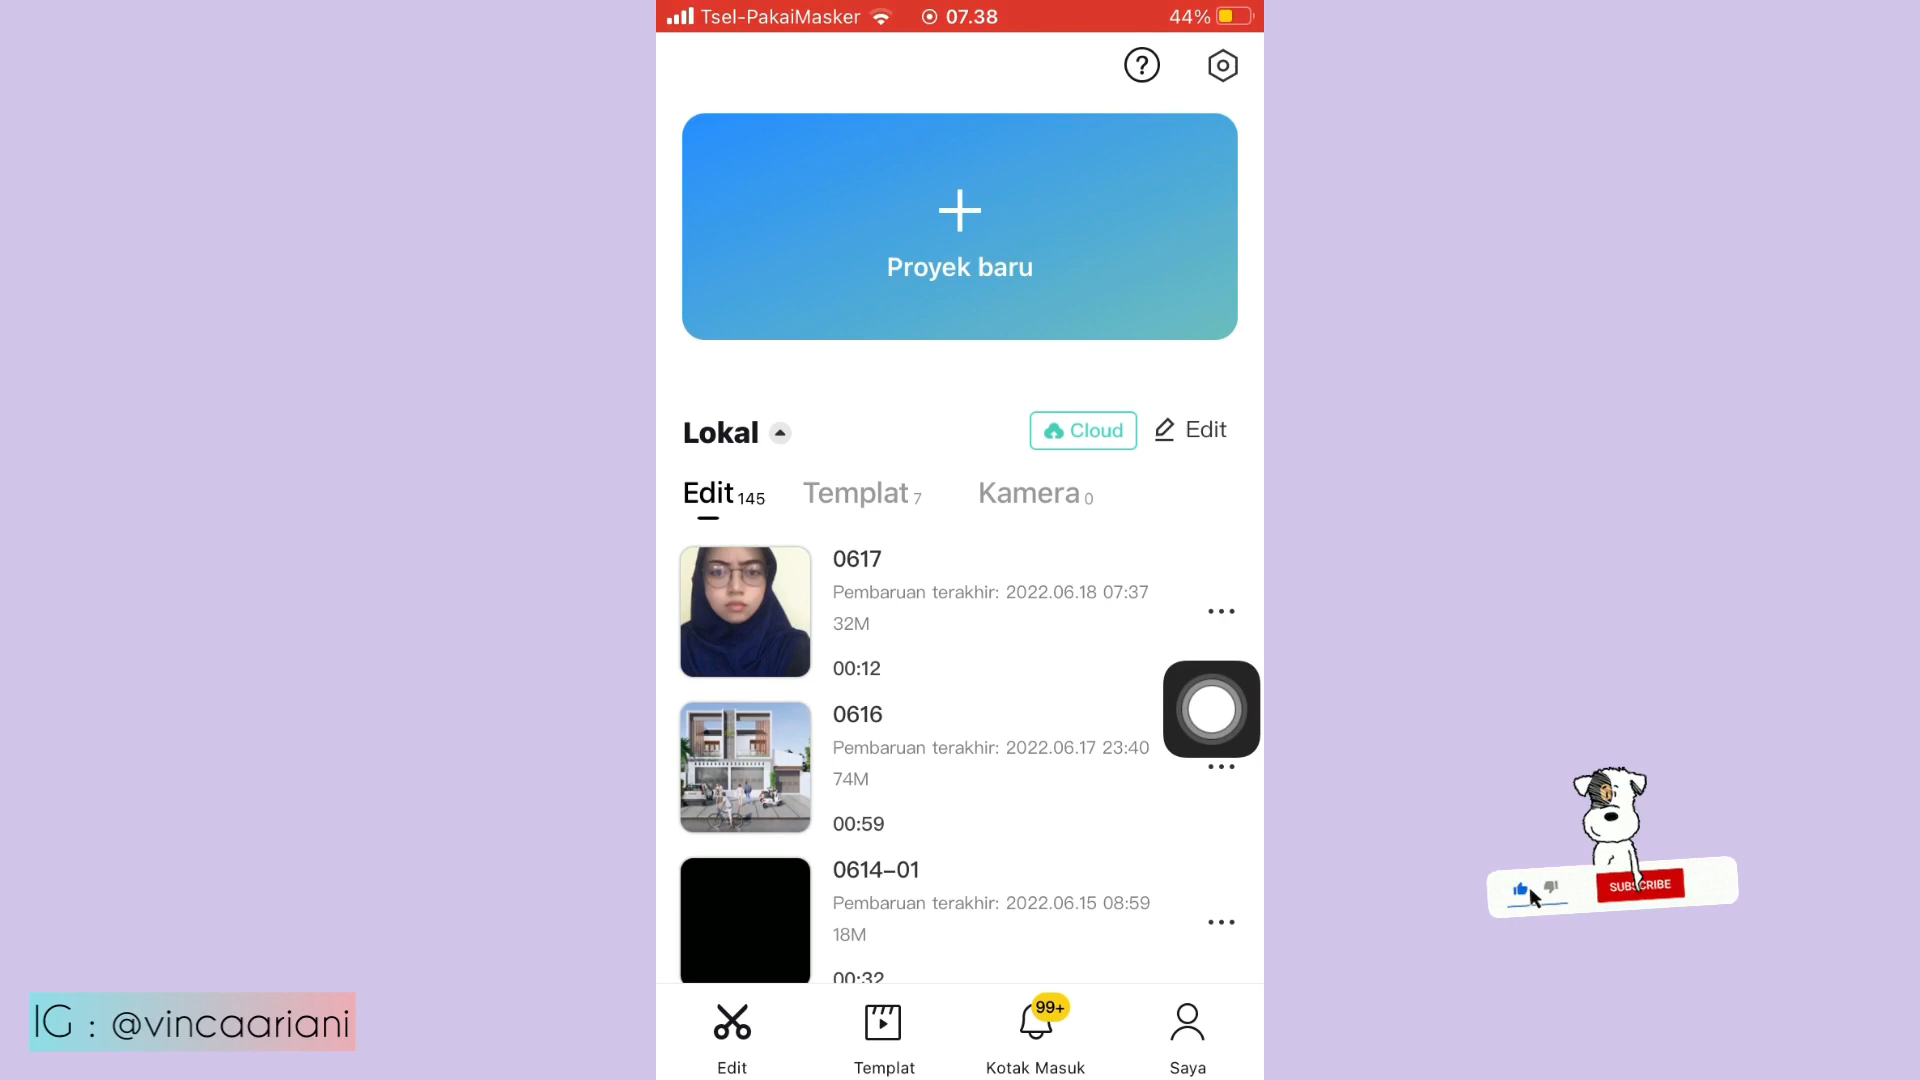 Tsel-PakaiMasker 07.38 44%
?
Proyek baru
Lokal Cloud Edit
Edit 145 Templat 7 Kamera 0
0617
Pembaruan terakhir: 2022.06.18 07:37
32M
00:12
0616
Pembaruan terakhir: 2022.06.17 23:40
74M
00:59
0614-01
Pembaruan terakhir: 2022.06.15 08:59
18M
00:32
99+
Edit Templat Kotak Masuk Saya
SUBSCRIBE
IG : @vincaariani